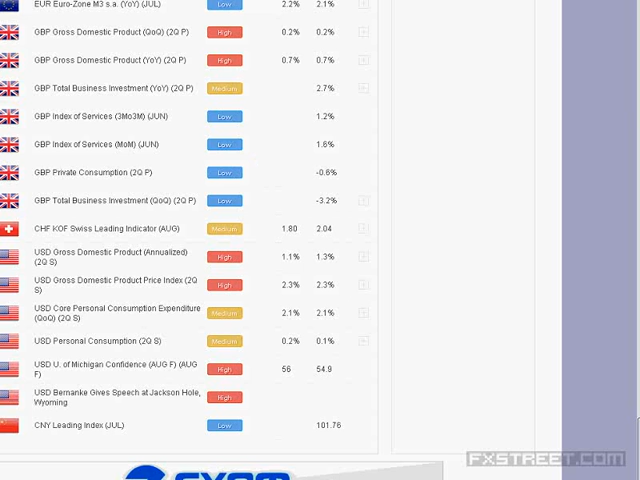 EUR Euro-Zone M3 s.a. (YoY) (JUL) Low 2.2% 2.1%
GBP Gross Domestic Product (QoQ) (2Q P) High 0.2% 0.2%
GBP Gross Domestic Product (YoY) (2Q P) High 0.7% 0.7%
GBP Total Business Investment (YoY) (2Q P) Medium 2.7%
GBP Index of Services (3Mo3M) (JUN) Low 1.2%
GBP Index of Services (MoM) (JUN) Low 1.6%
GBP Private Consumption (2Q P) Low -0.6%
GBP Total Business Investment (QoQ) (2Q P) Low -3.2%
CHF KOF Swiss Leading Indicator (AUG) Medium 1.80 2.04
USD Gross Domestic Product (Annualized)
(2Q S) High 1.1% 1.3%
USD Gross Domestic Product Price Index (2Q
S) High 2.3% 2.3%
USD Core Personal Consumption Expenditure
(QoQ) (2Q S) Medium 2.1% 2.1%
USD Personal Consumption (2Q S) Medium 0.2% 0.1%
USD U. of Michigan Confidence (AUG F) (AUG
F) High 56 54.9
USD Bernanke Gives Speech at Jackson Hole,
Wyoming High
CNY Leading Index (JUL) Low 101.76
FXSTREET.COM